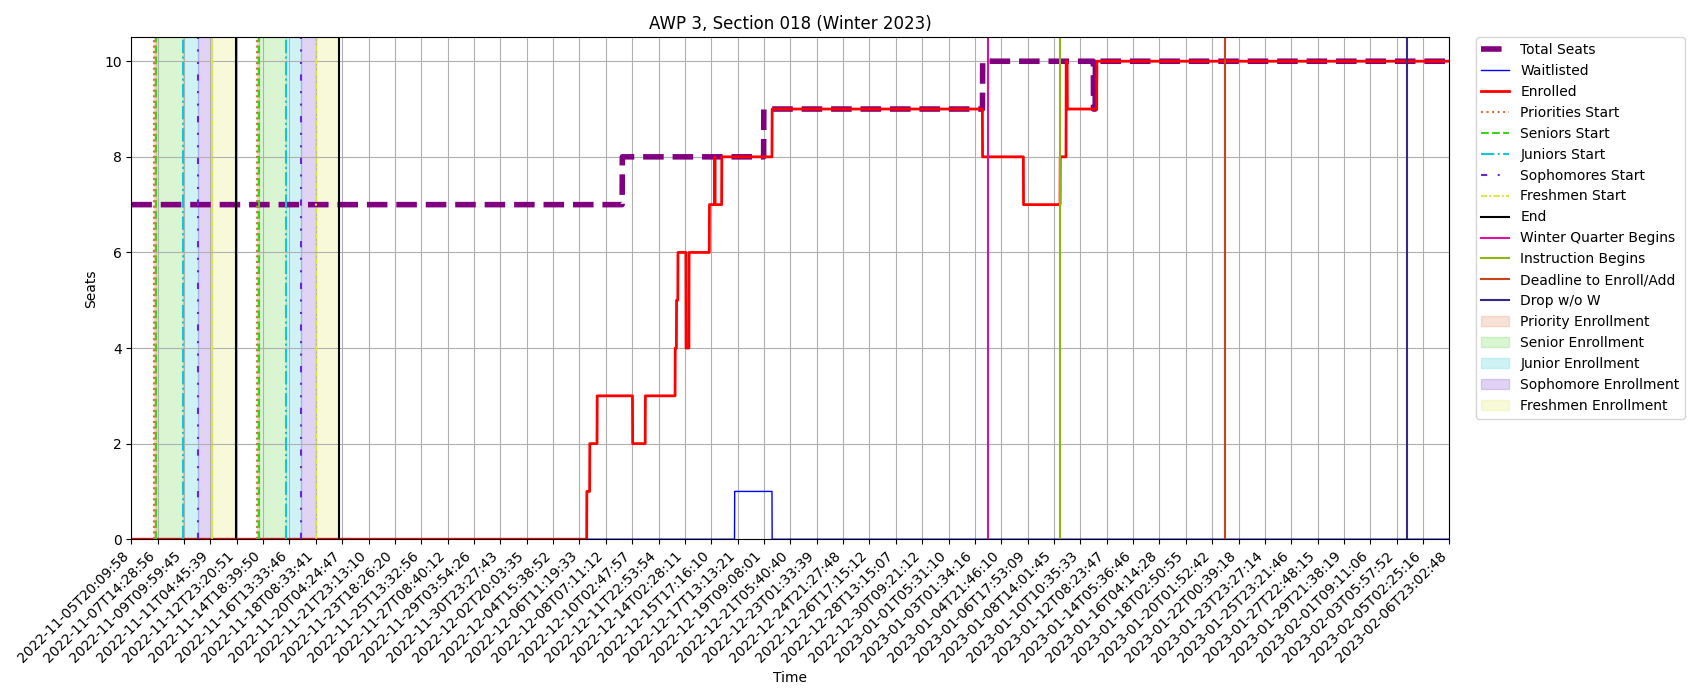 AWP 3, Section 018 (Winter 2023)
Seats
10
8
6
4
2
0
2022-11-05T20:09:58
2022-11-07T14:28:56
2022-11-09T09:59:45
2022-11-11T04:45:39
2022-11-12T23:20:51
2022-11-14T18:39:50
2022-11-16T13:33:46
2022-11-18T08:33:41
2022-11-20T04:24:47
2022-11-21T23:13:10
2022-11-23T18:26:20
2022-11-25T13:32:56
2022-11-27T08:40:12
2022-11-29T03:54:26
2022-11-30T23:27:43
2022-12-02T20:03:35
2022-12-04T15:38:52
2022-12-06T11:19:33
2022-12-08T07:11:12
2022-12-10T02:47:57
2022-12-11T22:53:54
2022-12-14T02:28:11
2022-12-15T17:16:10
2022-12-17T13:13:21
2022-12-19T09:08:01
2022-12-21T05:40:40
2022-12-23T01:33:39
2022-12-24T21:27:48
2022-12-26T17:15:12
2022-12-28T13:15:07
2022-12-30T09:21:12
2023-01-01T05:31:10
2023-01-03T01:34:16
2023-01-04T21:46:10
2023-01-06T17:53:09
2023-01-08T14:01:45
2023-01-10T10:35:33
2023-01-12T08:23:47
2023-01-14T05:36:46
2023-01-16T04:14:28
2023-01-18T02:50:55
2023-01-20T01:52:42
2023-01-22T00:39:18
2023-01-23T23:27:14
2023-01-25T23:21:46
2023-01-27T22:48:15
2023-01-29T21:38:19
2023-02-01T09:11:06
2023-02-03T05:57:52
2023-02-05T02:25:16
2023-02-06T23:02:48
Time
Total Seats
Waitlisted
Enrolled
Priorities Start
Seniors Start
Juniors Start
Sophomores Start
Freshmen Start
End
Winter Quarter Begins
Instruction Begins
Deadline to Enroll/Add
Drop w/o W
Priority Enrollment
Senior Enrollment
Junior Enrollment
Sophomore Enrollment
Freshmen Enrollment